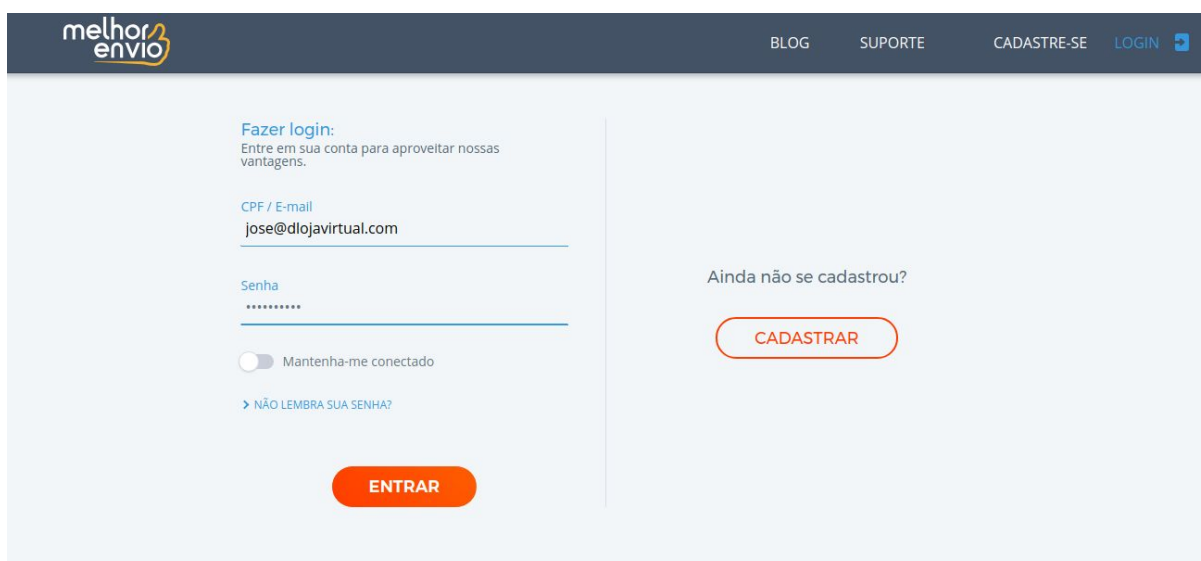 melhor
envio
BLOG SUPORTE CADASTRE-SE LOGIN
Fazer login:
Entre em sua conta para aproveitar nossas
vantagens.
CPF / E-mail
jose@dlojavirtual.com
Senha
••••••••••
Mantenha-me conectado
NÃO LEMBRA SUA SENHA?
ENTRAR
Ainda não se cadastrou?
CADASTRAR